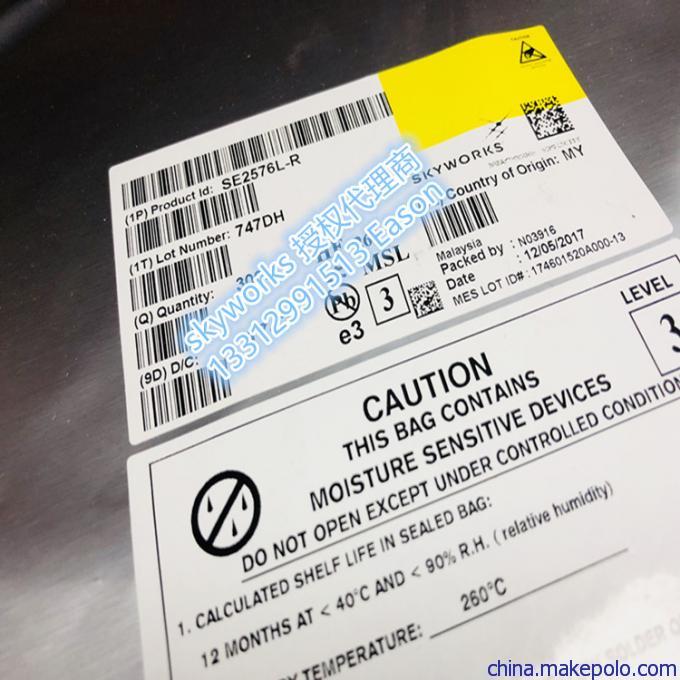 CAUTION
SKYWORKS
(1P) Product Id: SE2576L-R
Country of Origin: MY
(1T) Lot Number: 747DH
(Q) Quantity:
(9D) D/C:
MSL
Pb
e3
3
Malaysia
Packed by : N03916
Date : 12/05/2017
MES LOT ID# :174601520A000-13
skyworks 授权代理商
13312991513 Eason
LEVEL
3
CAUTION
THIS BAG CONTAINS
MOISTURE SENSITIVE DEVICES
DO NOT OPEN EXCEPT UNDER CONTROLLED CONDITION
1. CALCULATED SHELF LIFE IN SEALED BAG:
12 MONTHS AT < 40°C AND < 90% R.H. ( relative humidity)
TEMPERATURE: 260°C
SOLDER
china.makepolo.com